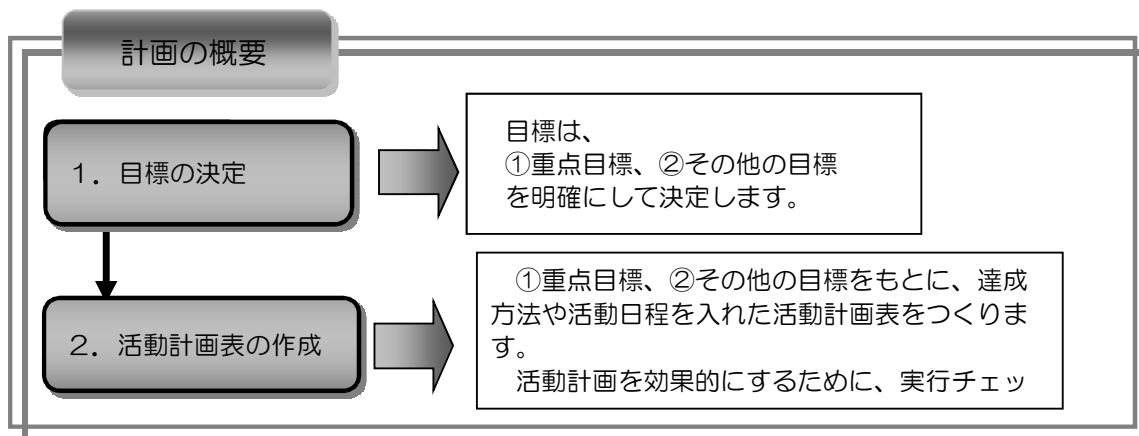 計画の概要
１．目標の決定
目標は、
①重点目標、②その他の目標
を明確にして決定します。
２．活動計画表の作成
①重点目標、②その他の目標をもとに、達成
方法や活動日程を入れた活動計画表をつくりま
す。
活動計画を効果的にするために、実行チェッ